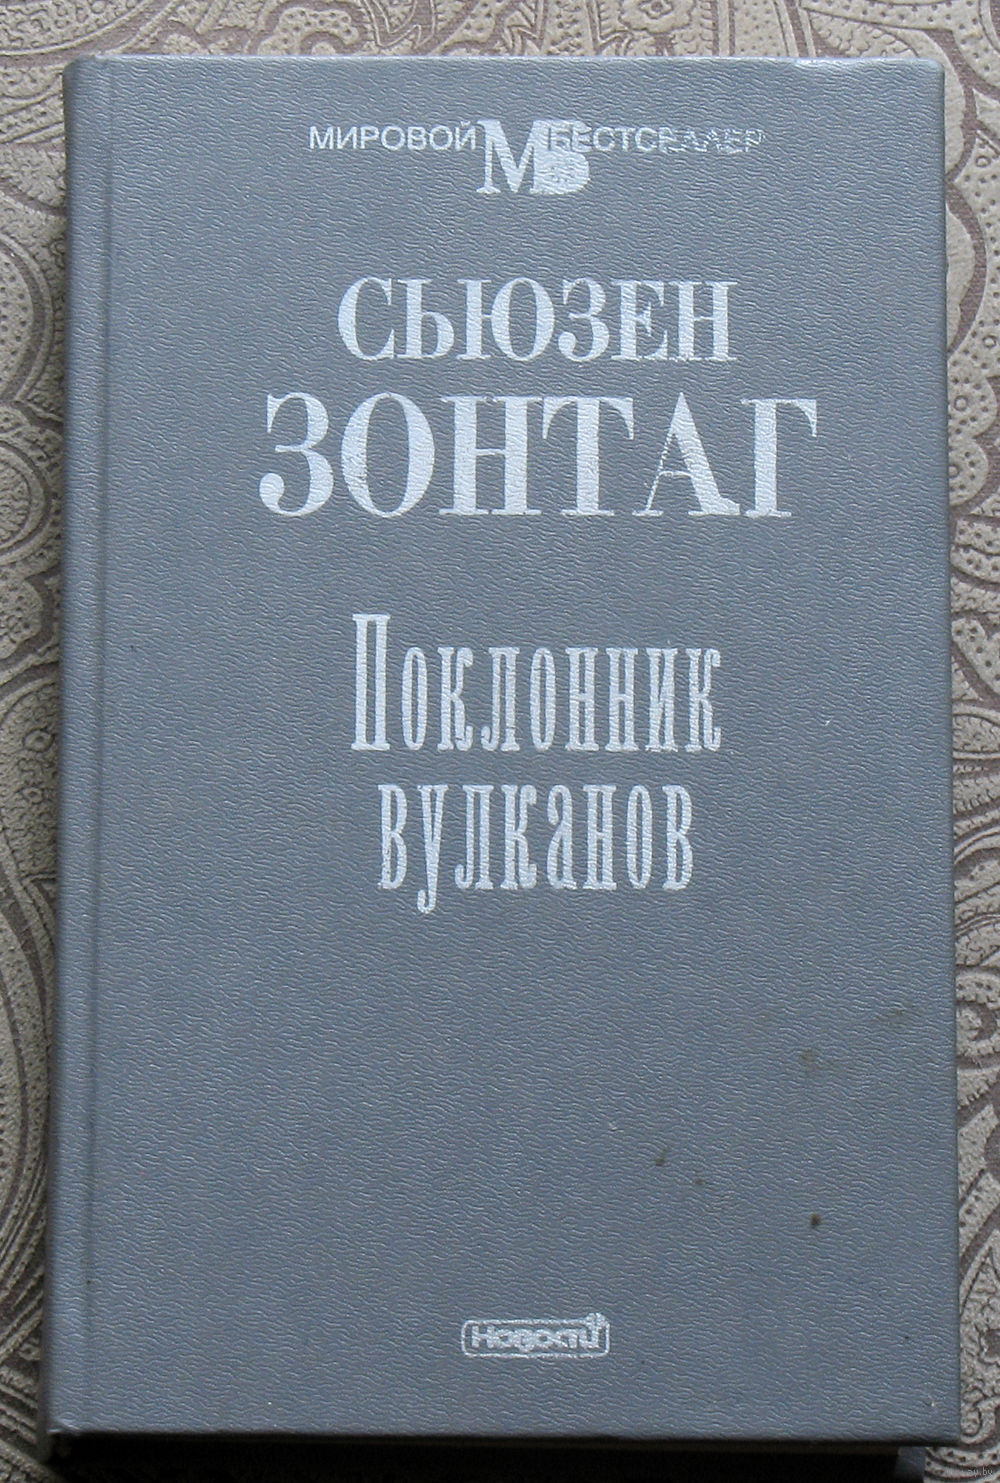 МИРОВОЙ МБ БЕСТСЕЛЛЕР
СЬЮЗЕН
ЗОНТАГ
Поклонник
вулканов
Новости